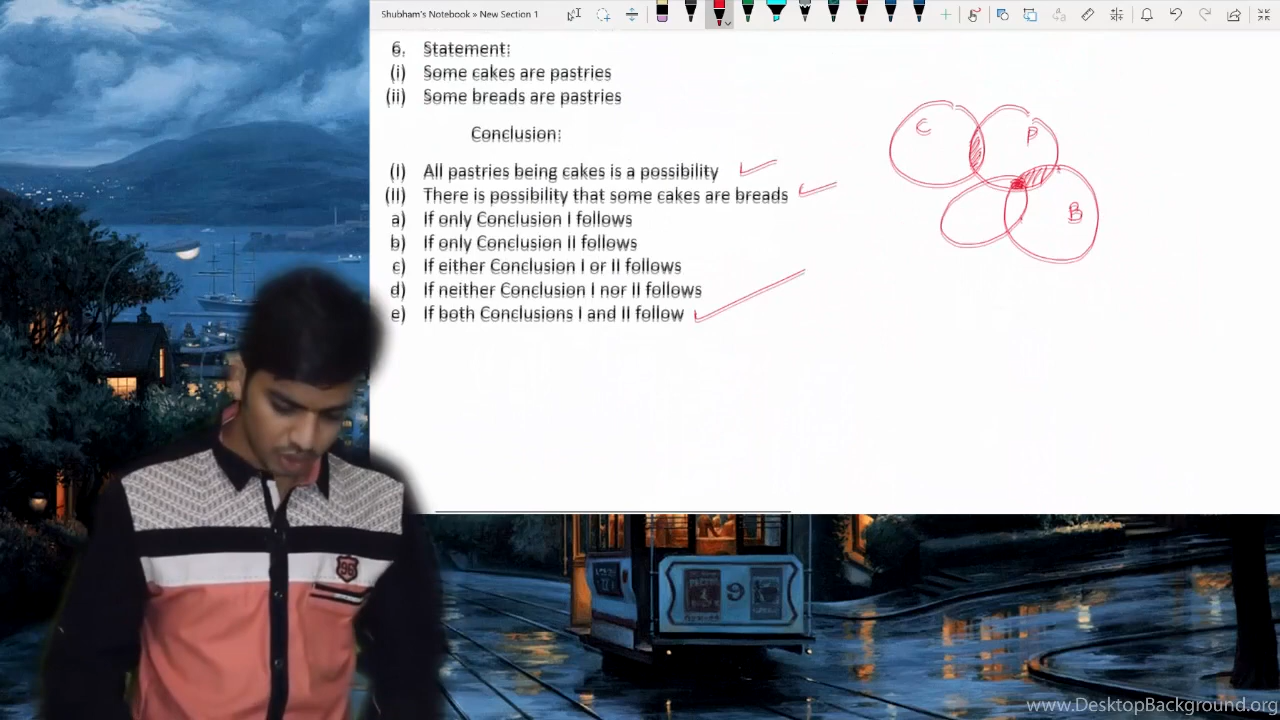 Shubham's Notebook » New Section 1
6. Statement:
(i) Some cakes are pastries
(ii) Some breads are pastries
Conclusion:
(I) All pastries being cakes is a possibility
(II) There is possibility that some cakes are breads
a) If only Conclusion I follows
b) If only Conclusion II follows
c) If either Conclusion I or II follows
d) If neither Conclusion I nor II follows
e) If both Conclusions I and II follow
C
P
B
96
9
www.DesktopBackground.org